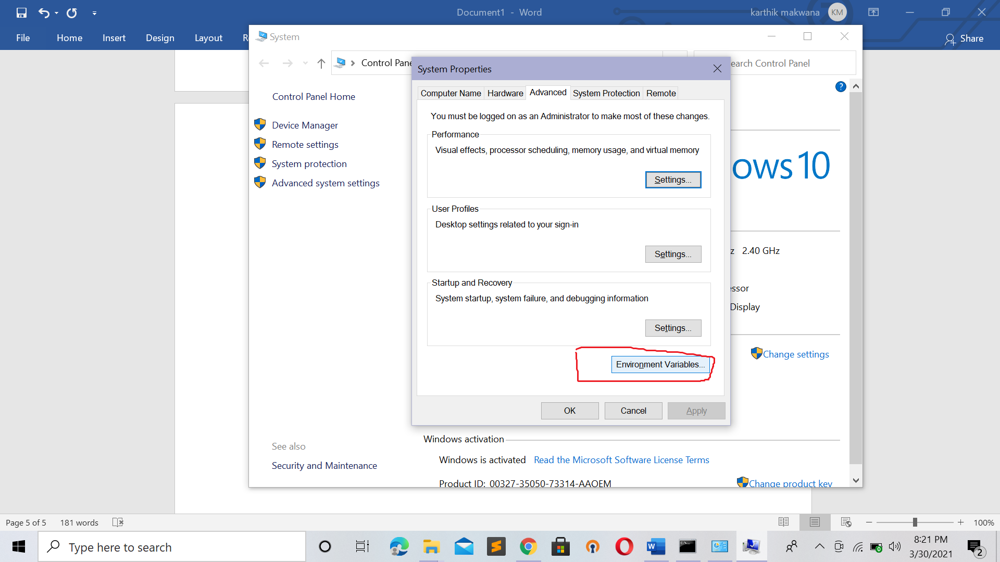 Document1 - Word
karthik makwana
KM
File
Home
Insert
Design
Layout
System
Share
Control
System Properties
earch Control Panel
Control Panel Home
Device Manager
Remote settings
System protection
Advanced system settings
Computer Name
Hardware
Advanced
System Protection
Remote
You must be logged on as an Administrator to make most of these changes.
Performance
Visual effects, processor scheduling, memory usage, and virtual memory
Settings...
User Profiles
Desktop settings related to your sign-in
Settings...
Startup and Recovery
System startup, system failure, and debugging information
Settings...
Environment Variables...
OK
Cancel
Apply
ows 10
z 2.40 GHz
ssor
Display
Change settings
Windows activation
Windows is activated Read the Microsoft Software License Terms
Product ID: 00327-35050-73314-AAOEM
Change product key
See also
Security and Maintenance
Page 5 of 5
181 words
100%
Type here to search
8:21 PM
3/30/2021
2